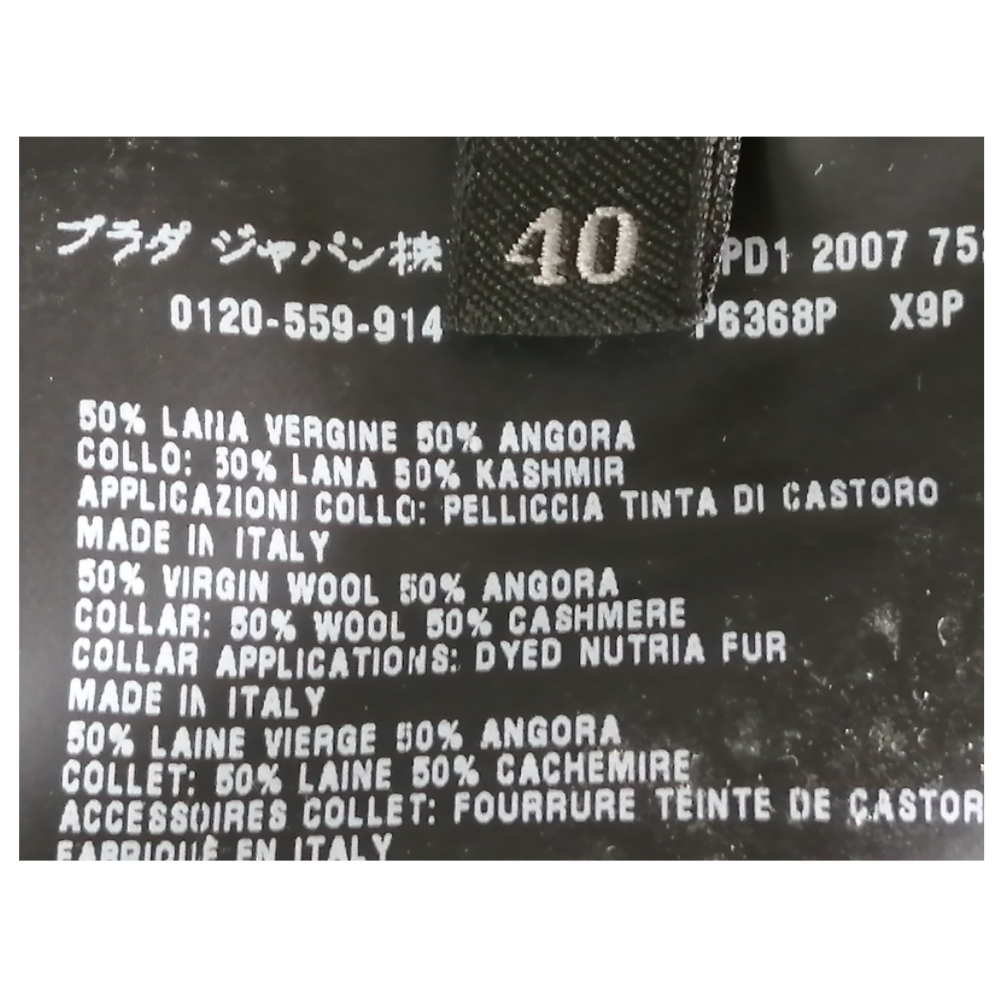 プラダ ジャパン㈱
40
PD1 2007 75
0120-559-914
P6368P X9P
50% LANA VERGINE 50% ANGORA
COLLO: 50% LANA 50% KASHMIR
APPLICAZIONI COLLO: PELLICCIA TINTA DI CASTORO
MADE IN ITALY
50% VIRGIN WOOL 50% ANGORA
COLLAR: 50% WOOL 50% CASHMERE
COLLAR APPLICATIONS: DYED NUTRIA FUR
MADE IN ITALY
50% LAINE VIERGE 50% ANGORA
COLLET: 50% LAINE 50% CACHEMIRE
ACCESSOIRES COLLET: FOURRURE TEINTE DE CASTOR
FABRIQUÈ EN ITALY